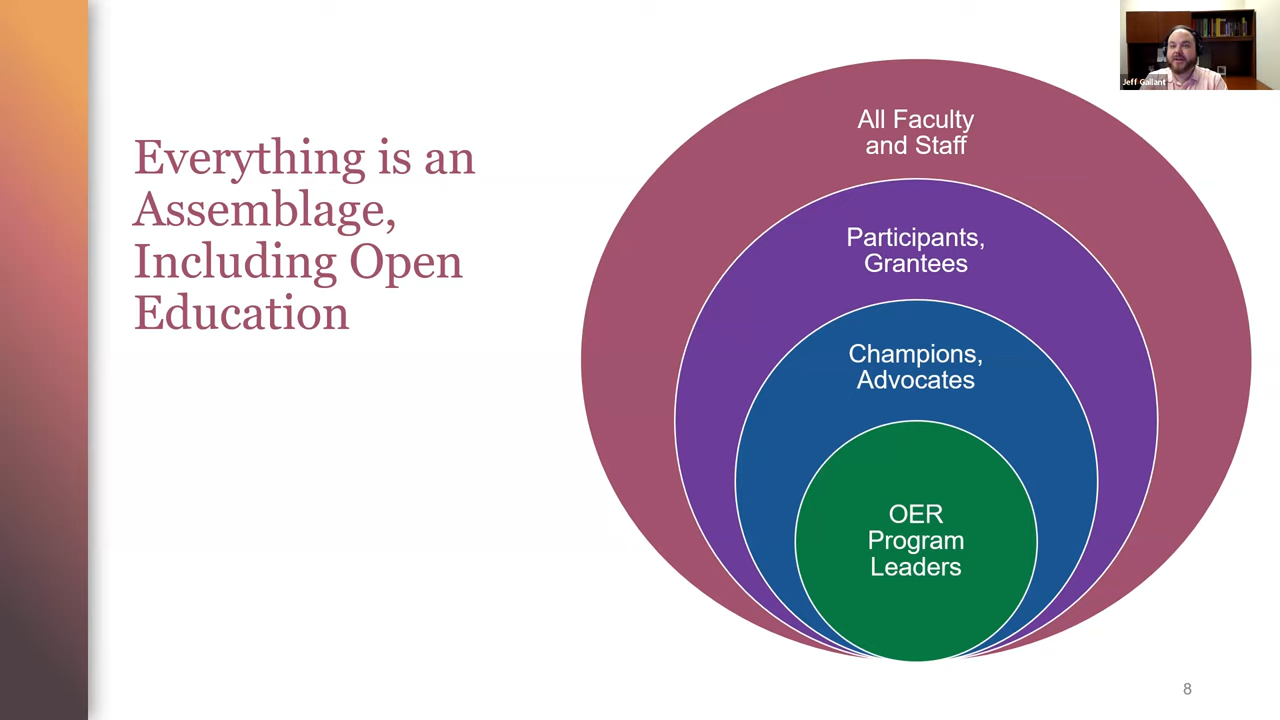 Everything is an
Assemblage,
Including Open
Education
All Faculty
and Staff
Participants,
Grantees
Champions,
Advocates
OER
Program
Leaders
Jeff Gallant
8